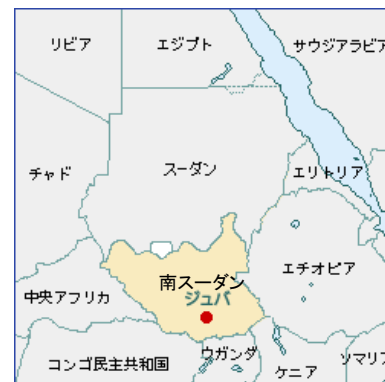 リビア
エジプト
サウジアラビア
チャド
スーダン
エリトリア
南スーダン
ジュバ
エチオピア
中央アフリカ
コンゴ民主共和国
ウガンダ
ケニア
ソマリア